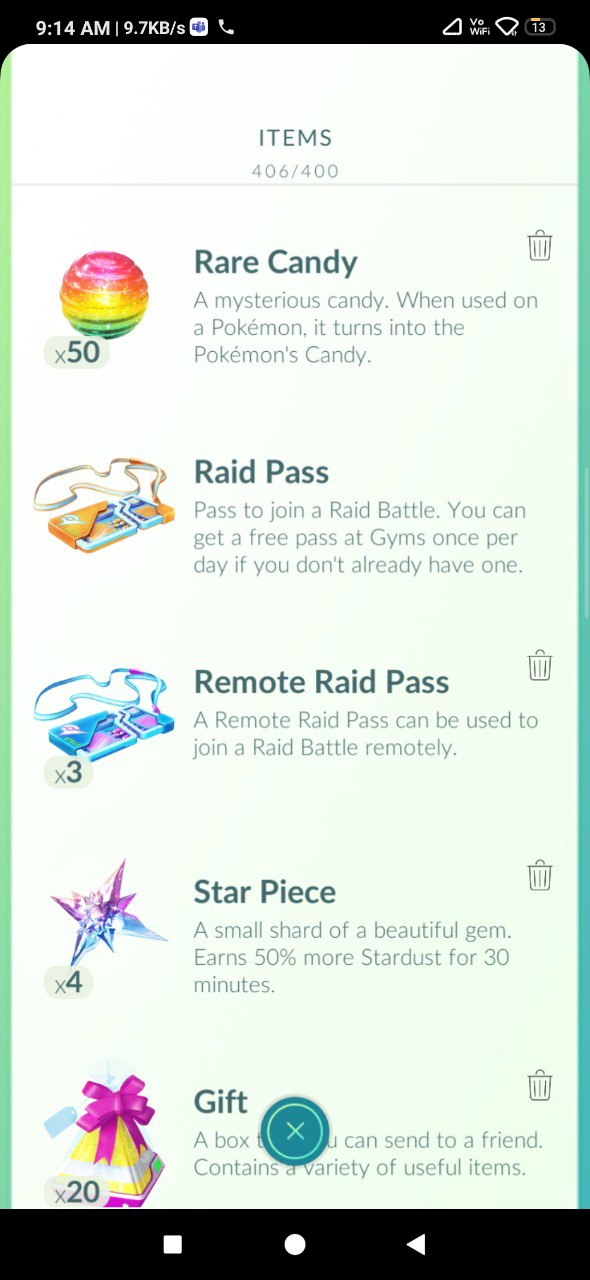 9:14 AM | 9.7KB/s
Vo
WiFi
13
ITEMS
406/400
Rare Candy
A mysterious candy. When used on
a Pokémon, it turns into the
Pokémon's Candy.
x50
Raid Pass
Pass to join a Raid Battle. You can
get a free pass at Gyms once per
day if you don't already have one.
Remote Raid Pass
A Remote Raid Pass can be used to
join a Raid Battle remotely.
x3
Star Piece
A small shard of a beautiful gem.
Earns 50% more Stardust for 30
minutes.
x4
Gift
A box can send to a friend.
Contains a variety of useful items.
x20